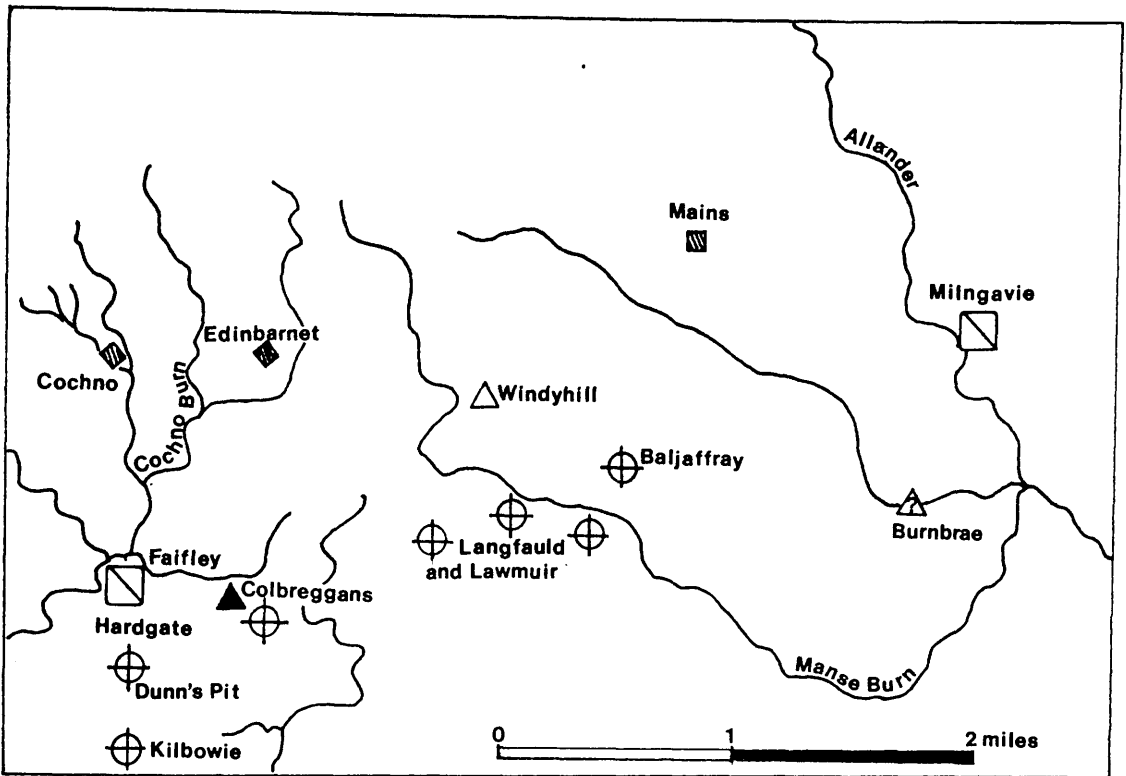 Allander
Mains
Milngavie
Edinbarnet
Cochno
Cochno Burn
Windyhill
Baljaffray
?
Burnbrae
Langfauld
and Lawmuir
Faifley
Colbreggans
Hardgate
Manse Burn
Dunn's Pit
Kilbowie
0 1 2 miles